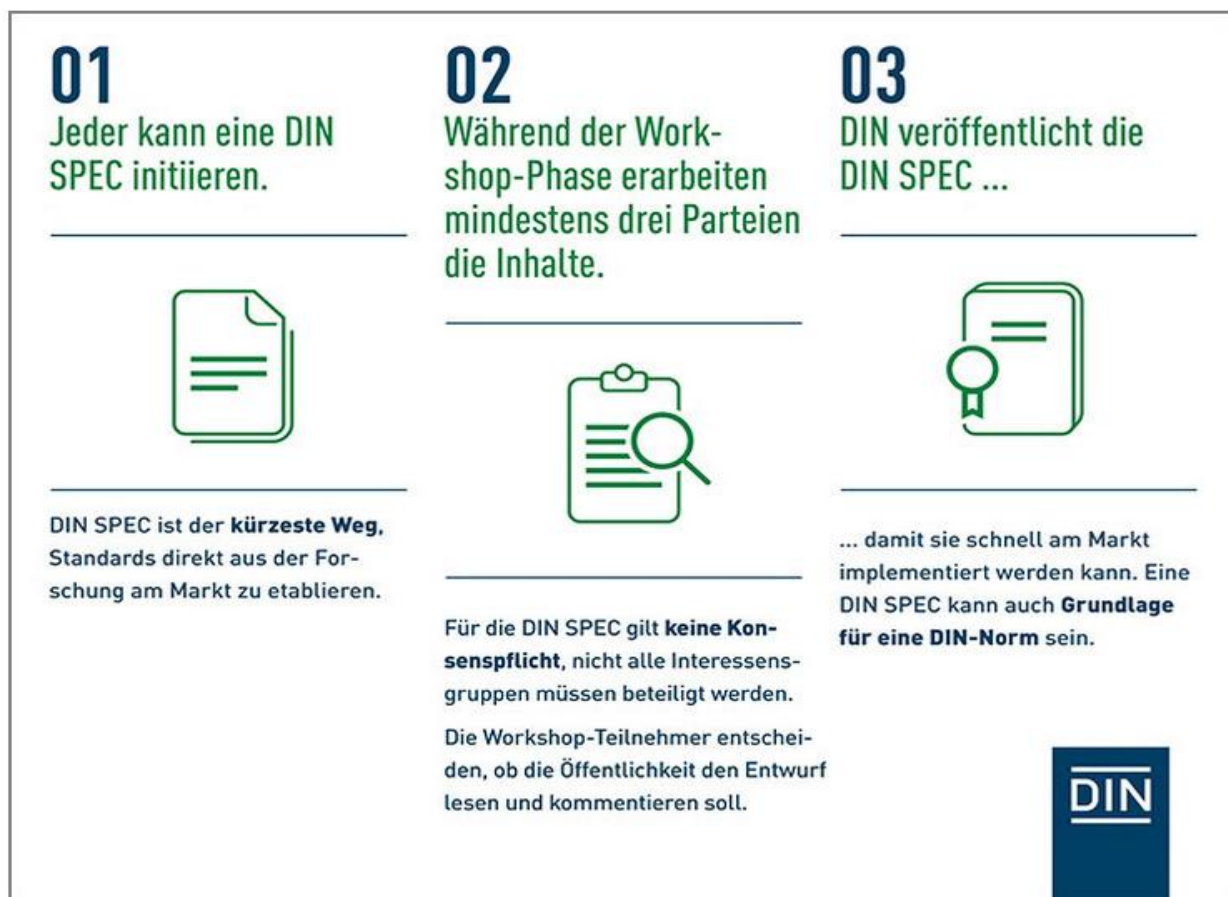 01
Jeder kann eine DIN
SPEC initiieren.
DIN SPEC ist der kürzeste Weg,
Standards direkt aus der For-
schung am Markt zu etablieren.
02
Während der Work-
shop-Phase erarbeiten
mindestens drei Parteien
die Inhalte.
Für die DIN SPEC gilt keine Kon-
senspflicht, nicht alle Interessens-
gruppen müssen beteiligt werden.
Die Workshop-Teilnehmer entschei-
den, ob die Öffentlichkeit den Entwurf
lesen und kommentieren soll.
03
DIN veröffentlicht die
DIN SPEC ...
... damit sie schnell am Markt
implementiert werden kann. Eine
DIN SPEC kann auch Grundlage
für eine DIN-Norm sein.
DIN